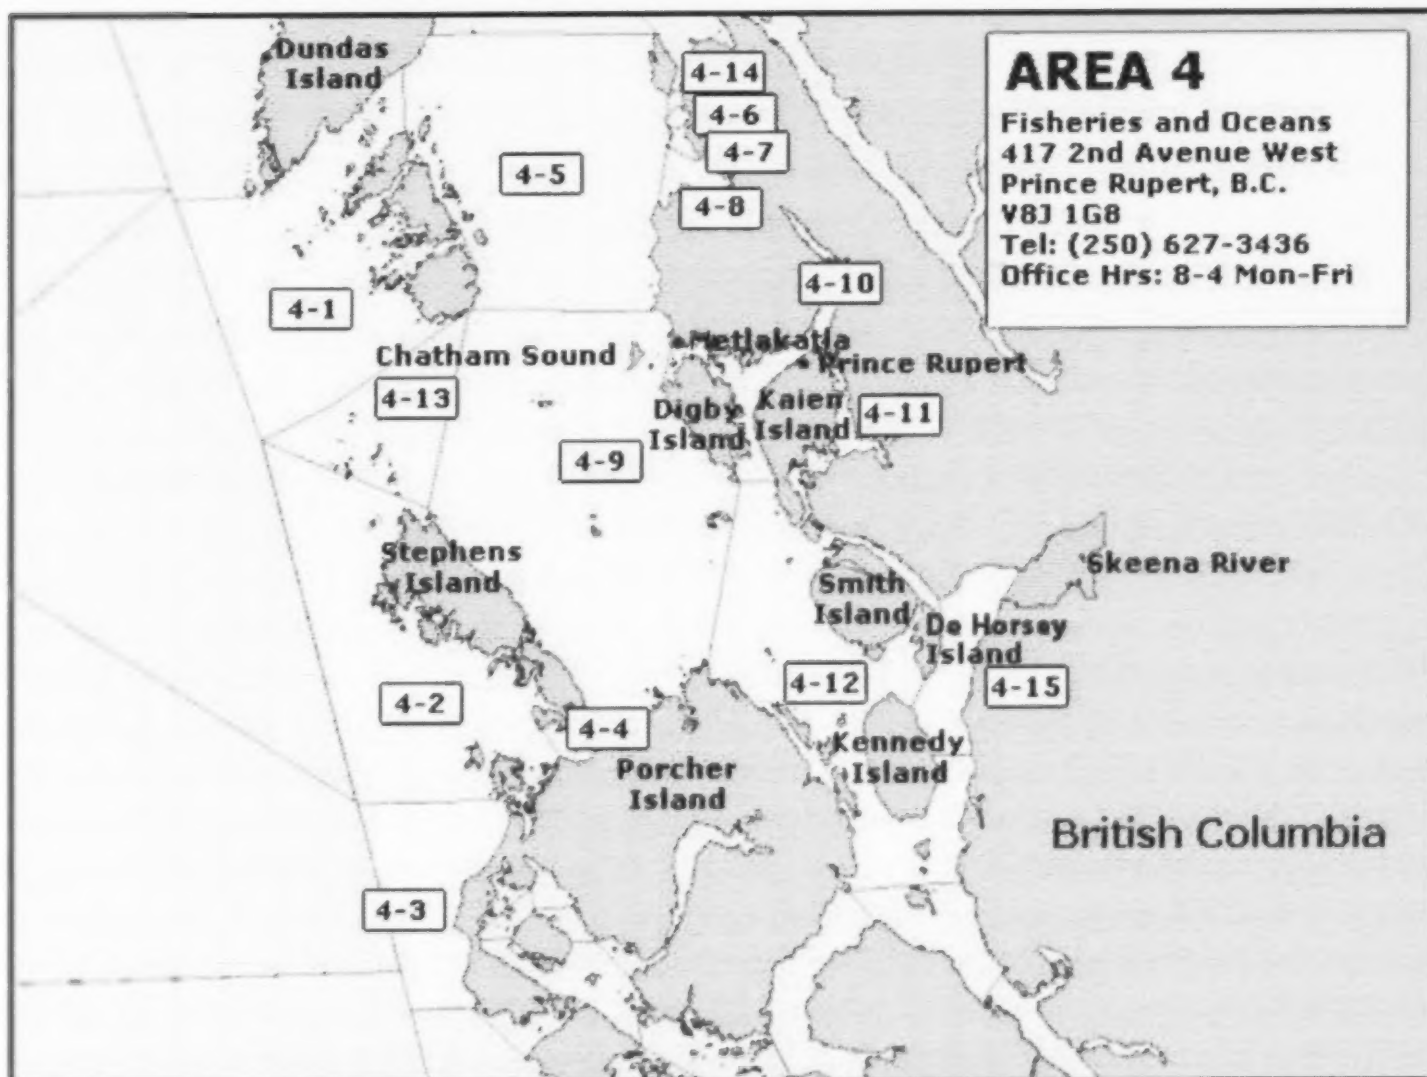 Dundas
Island
4-14
4-6
4-7
4-5
4-8
4-10
4-1
AREA 4
Fisheries and Oceans
417 2nd Avenue West
Prince Rupert, B.C.
V8J 1G8
Tel: (250) 627-3436
Office Hrs: 8-4 Mon-Fri
Metlakatla
Chatham Sound
Prince Rupert
4-13
Digby
Island
Kaien
Island
4-11
4-9
Stephens
Island
Skeena River
Smith
Island
De Horsey
Island
4-12
4-15
4-2
4-4
Kennedy
Island
Porcher
Island
British Columbia
4-3